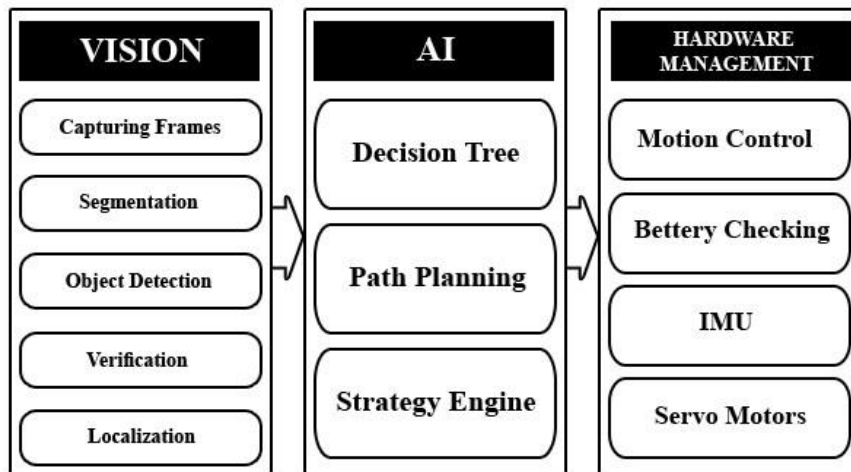 VISION
Capturing Frames
Segmentation
Object Detection
Verification
Localization
AI
Decision Tree
Path Planning
Strategy Engine
HARDWARE
MANAGEMENT
Motion Control
Bettery Checking
IMU
Servo Motors